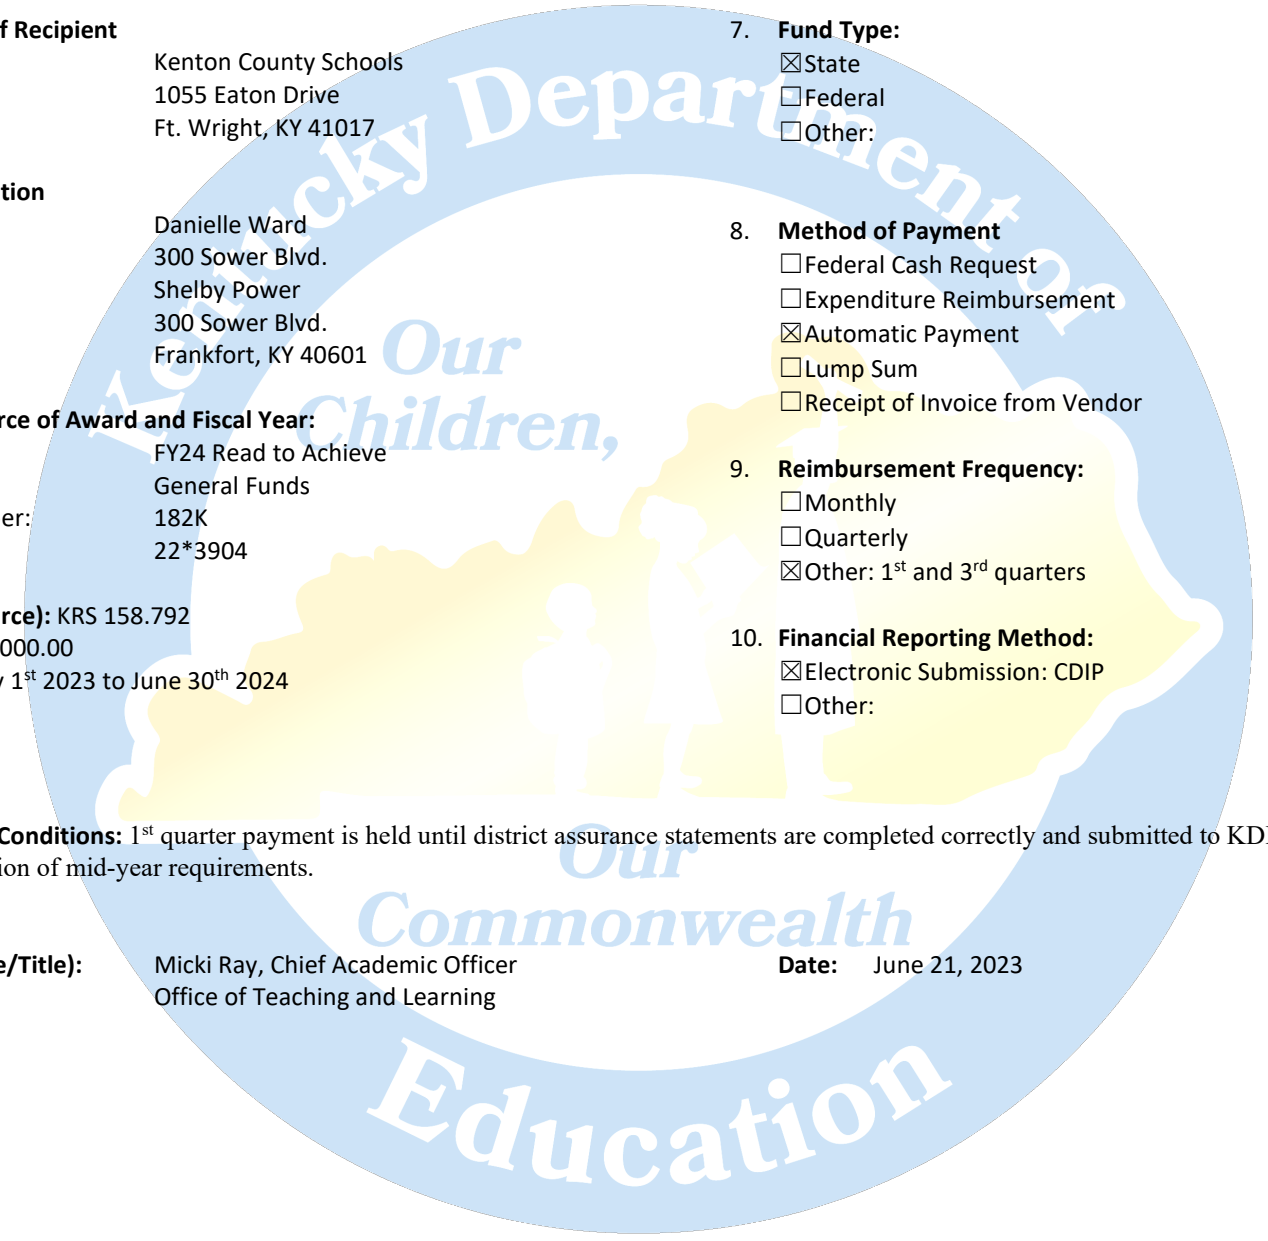 f Recipient
Kenton County Schools
1055 Eaton Drive
Ft. Wright, KY 41017
tion
Danielle Ward
300 Sower Blvd.
Shelby Power
300 Sower Blvd.
Frankfort, KY 40601
rce of Award and Fiscal Year:
FY24 Read to Achieve
General Funds
er: 182K
22*3904
rce): KRS 158.792
000.00
y 1st 2023 to June 30th 2024
7. Fund Type:
☒State
☐Federal
☐Other:
8. Method of Payment
☐Federal Cash Request
☐Expenditure Reimbursement
☒Automatic Payment
☐Lump Sum
☐Receipt of Invoice from Vendor
9. Reimbursement Frequency:
☐Monthly
☐Quarterly
☒Other: 1st and 3rd quarters
10. Financial Reporting Method:
☒Electronic Submission: CDIP
☐Other:
Conditions: 1st quarter payment is held until district assurance statements are completed correctly and submitted to KD
ion of mid-year requirements.
e/Title): Micki Ray, Chief Academic Officer
Office of Teaching and Learning
Date: June 21, 2023
Kentucky Department of
Education
Our
Children,
Our
Commonwealth